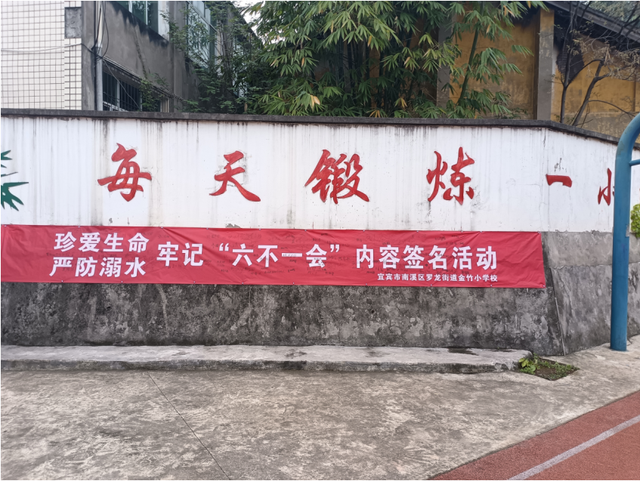 每天锻炼一小
珍爱生命
严防溺水
牢记“六不一会”内容签名活动
宜宾市南溪区罗龙街道金竹小学校